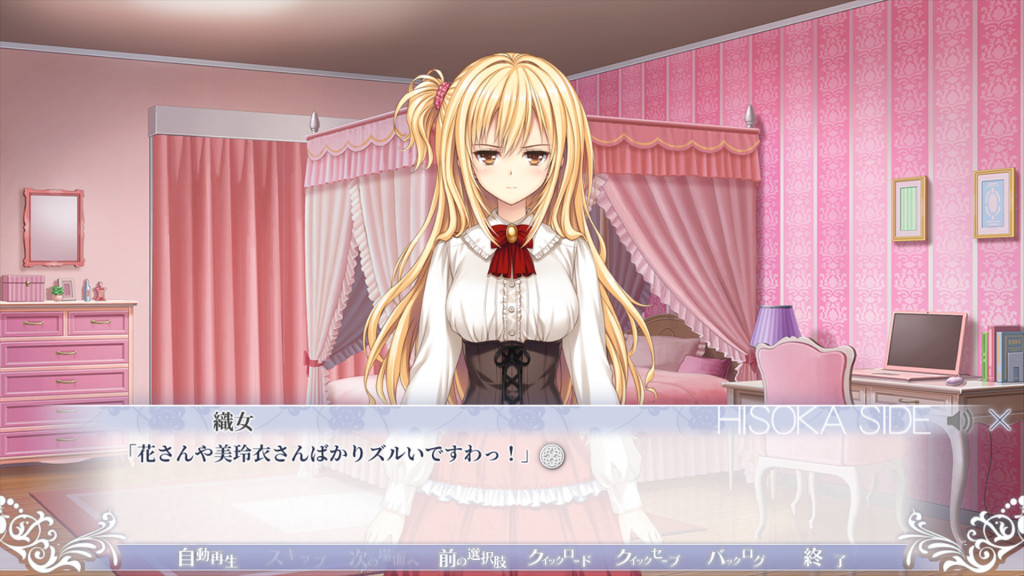 織女
HISOKA SIDE
「花さんや美玲衣さんばかりズルいですわっ！」
自動再生 スキップ 次の場面へ 前の選択肢 クイックロード クイックセーブ バックログ 終了